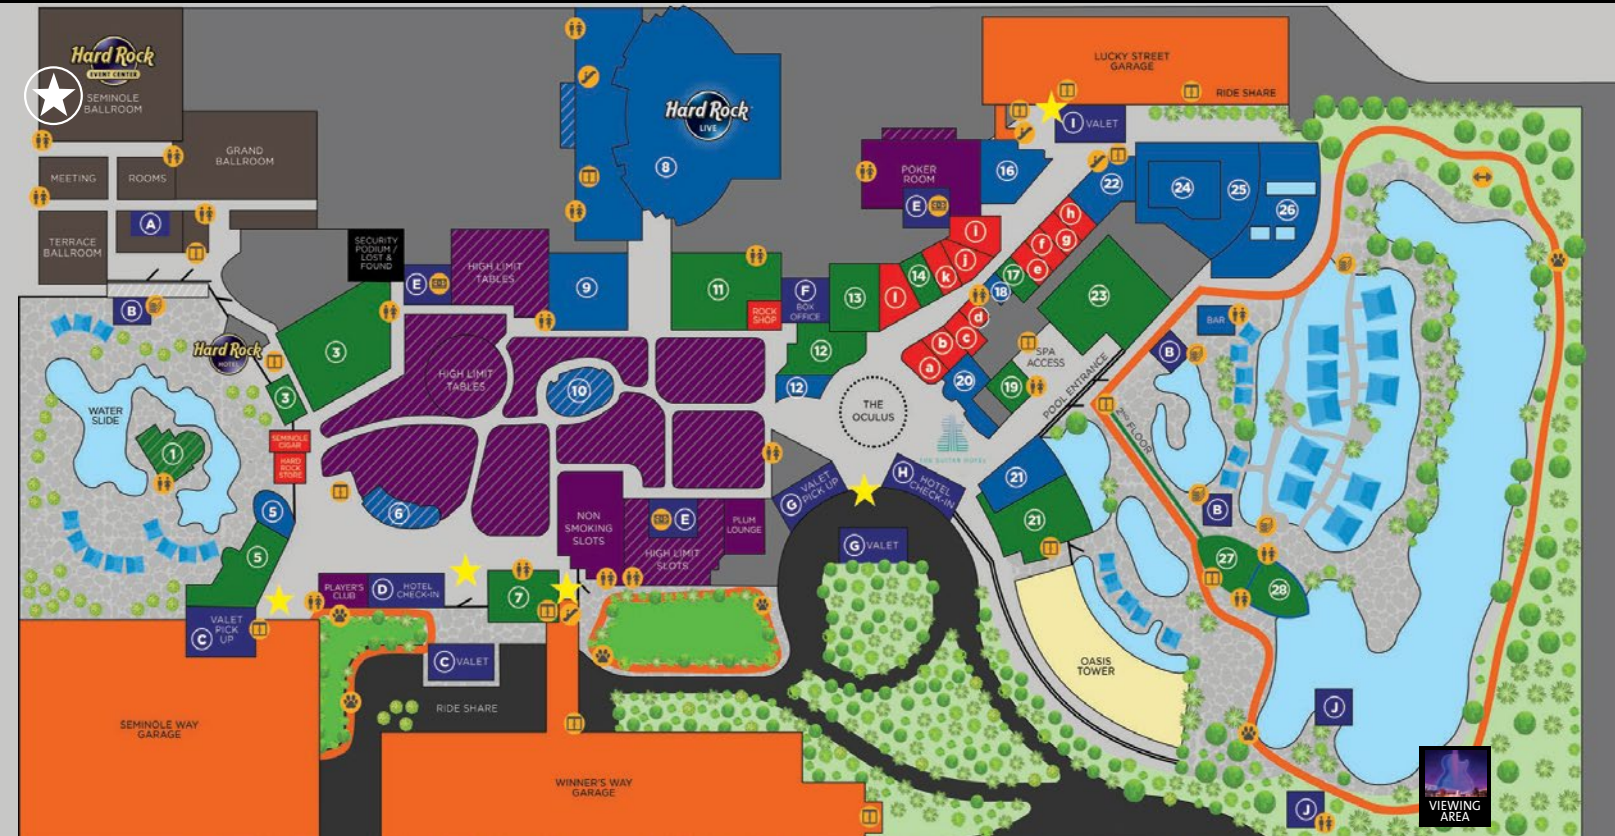 Hard Rock
EVENT CENTER
SEMINOLE
BALLROOM
GRAND
BALLROOM
MEETING
ROOMS
A
TERRACE
BALLROOM
B
SECURITY
PODIUM /
LOST &
FOUND
E
HIGH LIMIT
TABLES
9
Hard Rock
LIVE
8
11
ROCK
SHOP
F
BOX
OFFICE
13
12
12
LUCKY STREET
GARAGE
RIDE SHARE
I VALET
POKER
ROOM
E
16
22
24
25
26
h
g
f
e
i
j
k
14
l
17
18
23
d
c
b
a
20
19
SPA
ACCESS
POOL ENTRANCE
2ND FLOOR
BAR
B
B
Hard Rock
HOTEL
3
3
HIGH LIMIT
TABLES
10
THE
OCULUS
WATER
SLIDE
1
SEMINOLE
CIGAR
HARD
ROCK
STORE
5
5
6
NON
SMOKING
SLOTS
E
HIGH LIMIT
SLOTS
PLUM
LOUNGE
G VALET
PICK UP
H HOTEL
CHECK-IN
G VALET
21
21
27
28
PLAYER'S
CLUB
D HOTEL
CHECK-IN
7
VALET
PICK
UP
C
C VALET
RIDE SHARE
OASIS
TOWER
J
J
SEMINOLE WAY
GARAGE
WINNER'S WAY
GARAGE
VIEWING
AREA